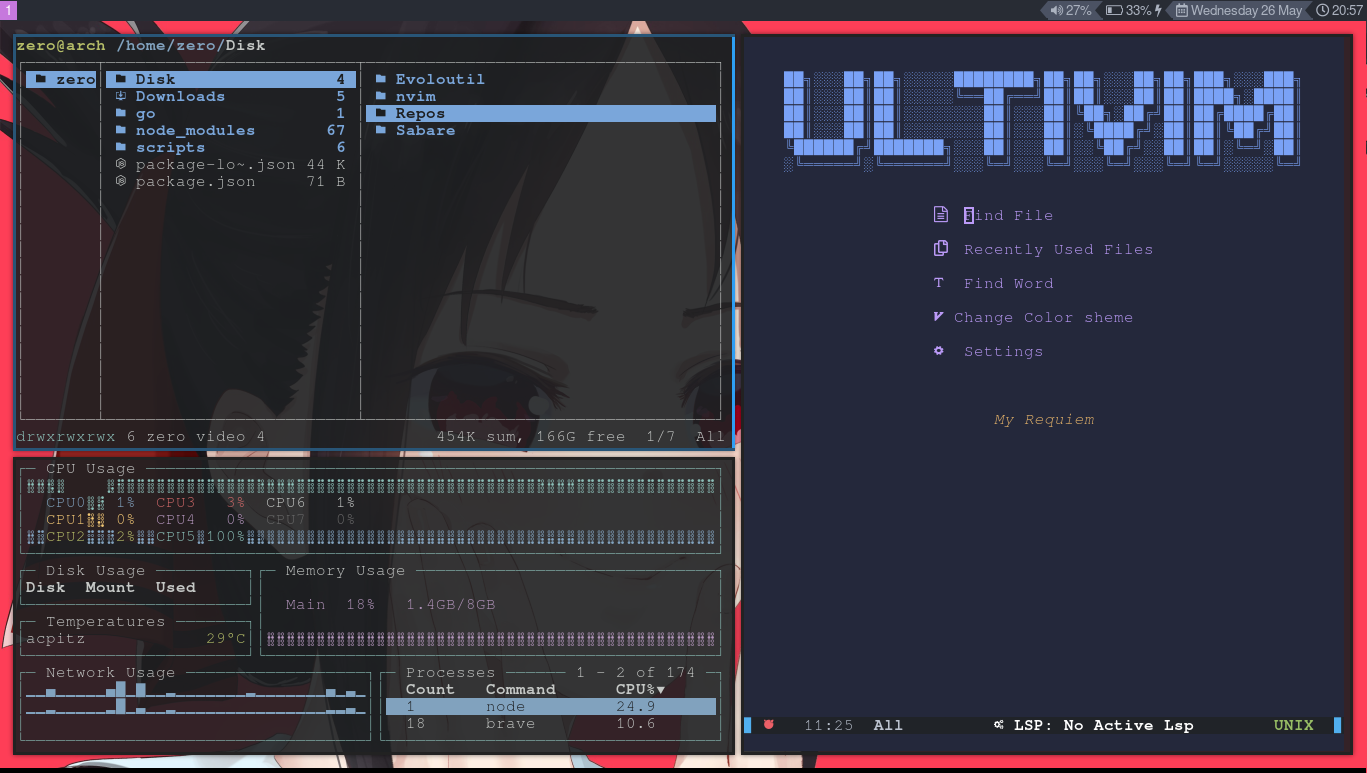 1
27% 33% Wednesday 26 May 20:57
zero@arch /home/zero/Disk
zero
Disk 4
Downloads 5
go 1
node_modules 67
scripts 6
package-lo~.json 44 K
package.json 71 B
Evoloutil
nvim
Repos
Sabare
drwxrwxrwx 6 zero video 4 454K sum, 166G free 1/7 All
CPU Usage
CPU0 1% CPU3 3% CPU6 1%
CPU1 0% CPU4 0% CPU7 0%
CPU2 2% CPU5 100%
Disk Usage
Disk Mount Used
Temperatures
acpitz 29°C
Memory Usage
Main 18% 1.4GB/8GB
Network Usage
Processes 1 - 2 of 174
Count Command CPU%▼
1 node 24.9
18 brave 10.6
ULTIVIM
Find File
Recently Used Files
Find Word
Change Color sheme
Settings
My Requiem
11:25 All LSP: No Active Lsp UNIX